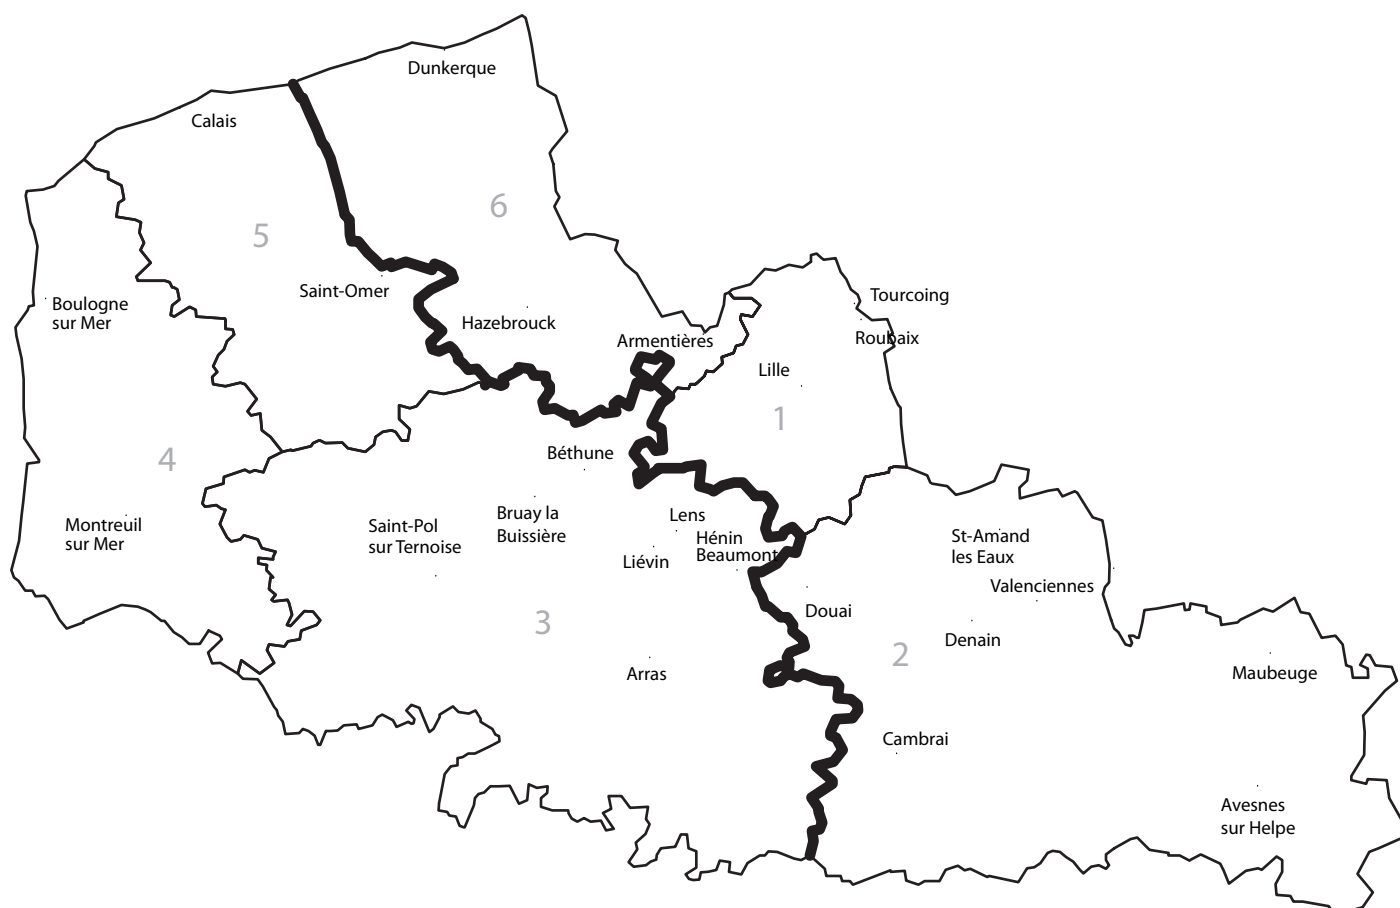 Dunkerque
Calais
6
5
Saint-Omer
Boulogne
sur Mer
Hazebrouck
Tourcoing
Armentières
Roubaix
Lille
1
Béthune
4
Montreuil
sur Mer
Saint-Pol
sur Ternoise
Bruay la
Buissière
Lens
Hénin
Beaumont
Liévin
St-Amand
les Eaux
Valenciennes
Douai
3
2
Denain
Arras
Maubeuge
Cambrai
Avesnes
sur Helpe